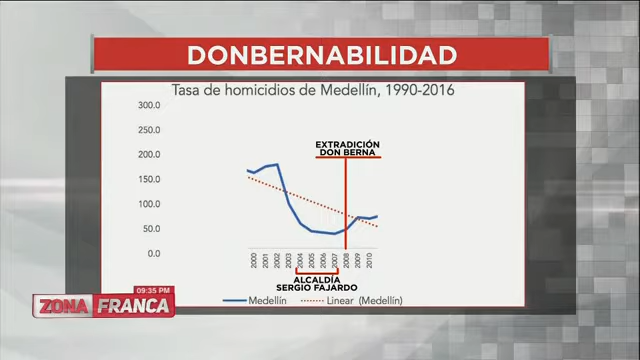 DONBERNABILIDAD
Tasa de homicidios de Medellín, 1990-2016
300.0
250.0
200.0
150.0
100.0
50.0
0.0
EXTRADICIÓN
DON BERNA
2000
2001
2002
2003
2004
2005
2006
2007
2008
2009
2010
ALCALDÍA
SERGIO FAJARDO
Medellín
Linear (Medellín)
09:35 PM
ZONA FRANCA